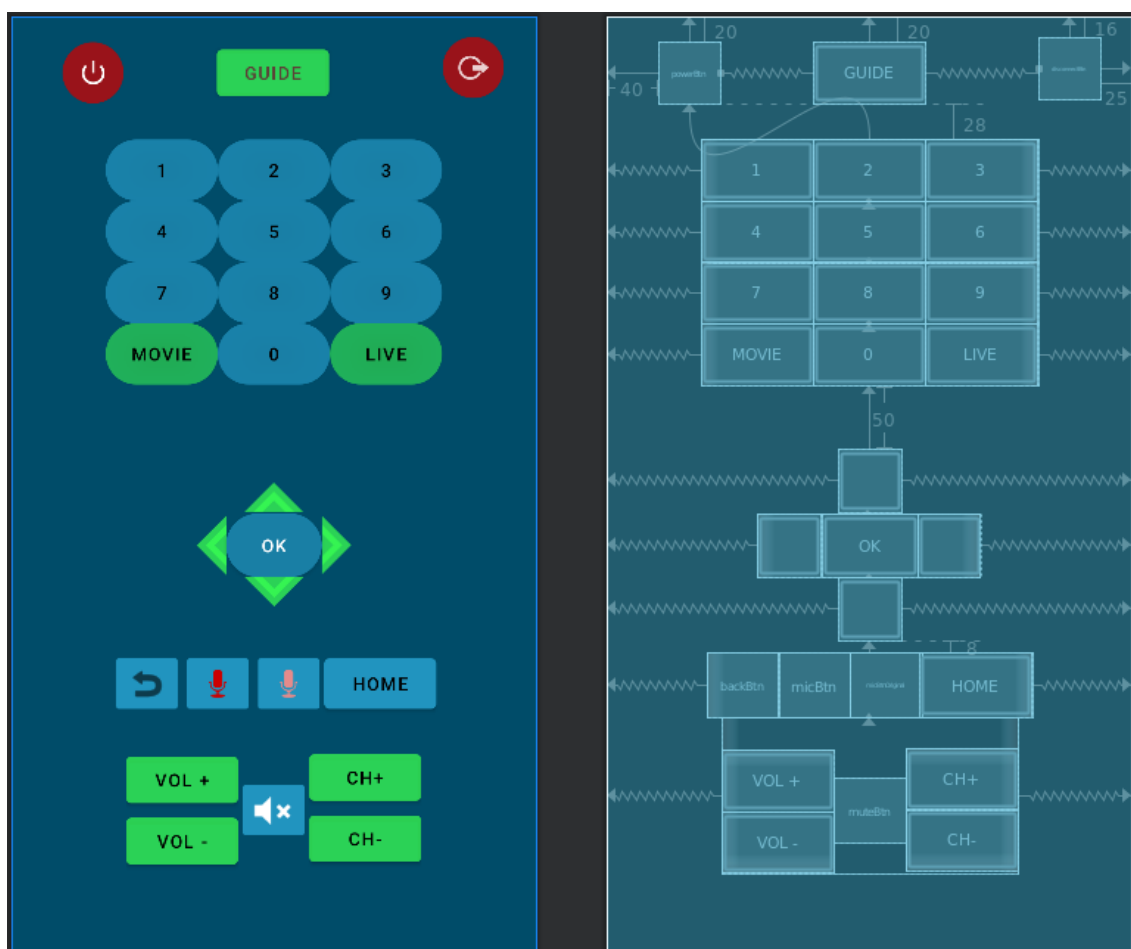 GUIDE
1 2 3
4 5 6
7 8 9
MOVIE 0 LIVE
OK
HOME
VOL + CH+
VOL - CH-
20 20 16
powerBtn GUIDE
40 25
28
1 2 3
4 5 6
7 8 9
MOVIE 0 LIVE
50
OK
8
backBtn micBtn HOME
VOL + CH+
muteBtn
VOL - CH-